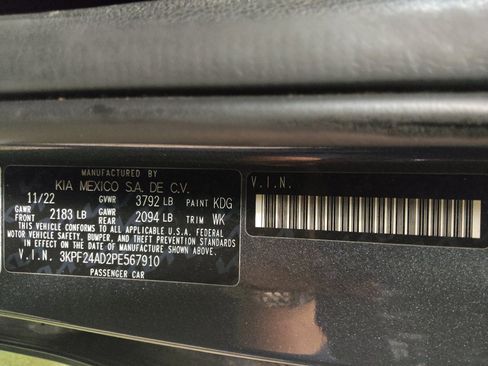 MANUFACTURED BY
KIA MEXICO S.A. DE C.V.
11/22 GVWR 3792 LB PAINT KDG
GAWR FRONT 2183 LB GAWR REAR 2094 LB TRIM WK
THIS VEHICLE CONFORMS TO ALL APPLICABLE U.S.A. FEDERAL
MOTOR VEHICLE SAFETY, BUMPER, AND THEFT PREVENTION STANDARDS
IN EFFECT ON THE DATE OF MANUFACTURE SHOWN ABOVE.
V.I.N. 3KPF24AD2PE567910
PASSENGER CAR
V.I.N.